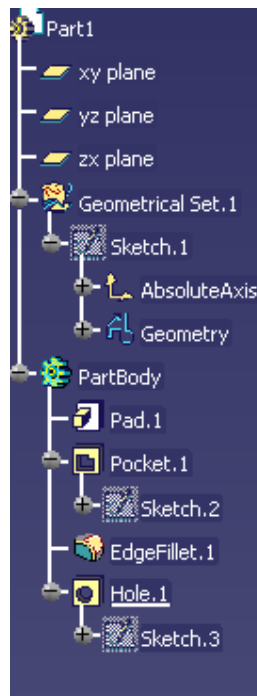 Part1
xy plane
yz plane
zx plane
Geometrical Set.1
Sketch.1
AbsoluteAxis
Geometry
PartBody
Pad.1
Pocket.1
Sketch.2
EdgeFillet.1
Hole.1
Sketch.3